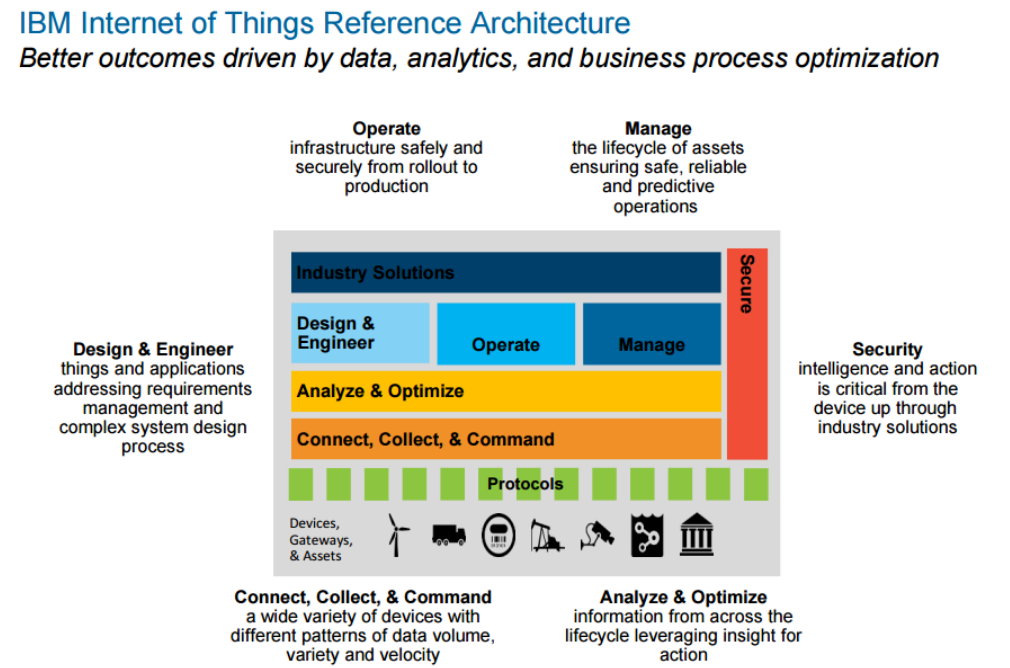 IBM Internet of Things Reference Architecture
Better outcomes driven by data, analytics, and business process optimization
Operate
infrastructure safely and
securely from rollout to
production
Manage
the lifecycle of assets
ensuring safe, reliable
and predictive
operations
Design & Engineer
things and applications
addressing requirements
management and
complex system design
process
Industry Solutions
Design &
Engineer
Operate
Manage
Analyze & Optimize
Connect, Collect, & Command
Secure
Protocols
Devices,
Gateways,
& Assets
Security
intelligence and action
is critical from the
device up through
industry solutions
Connect, Collect, & Command
a wide variety of devices with
different patterns of data volume,
variety and velocity
Analyze & Optimize
information from across the
lifecycle leveraging insight for
action